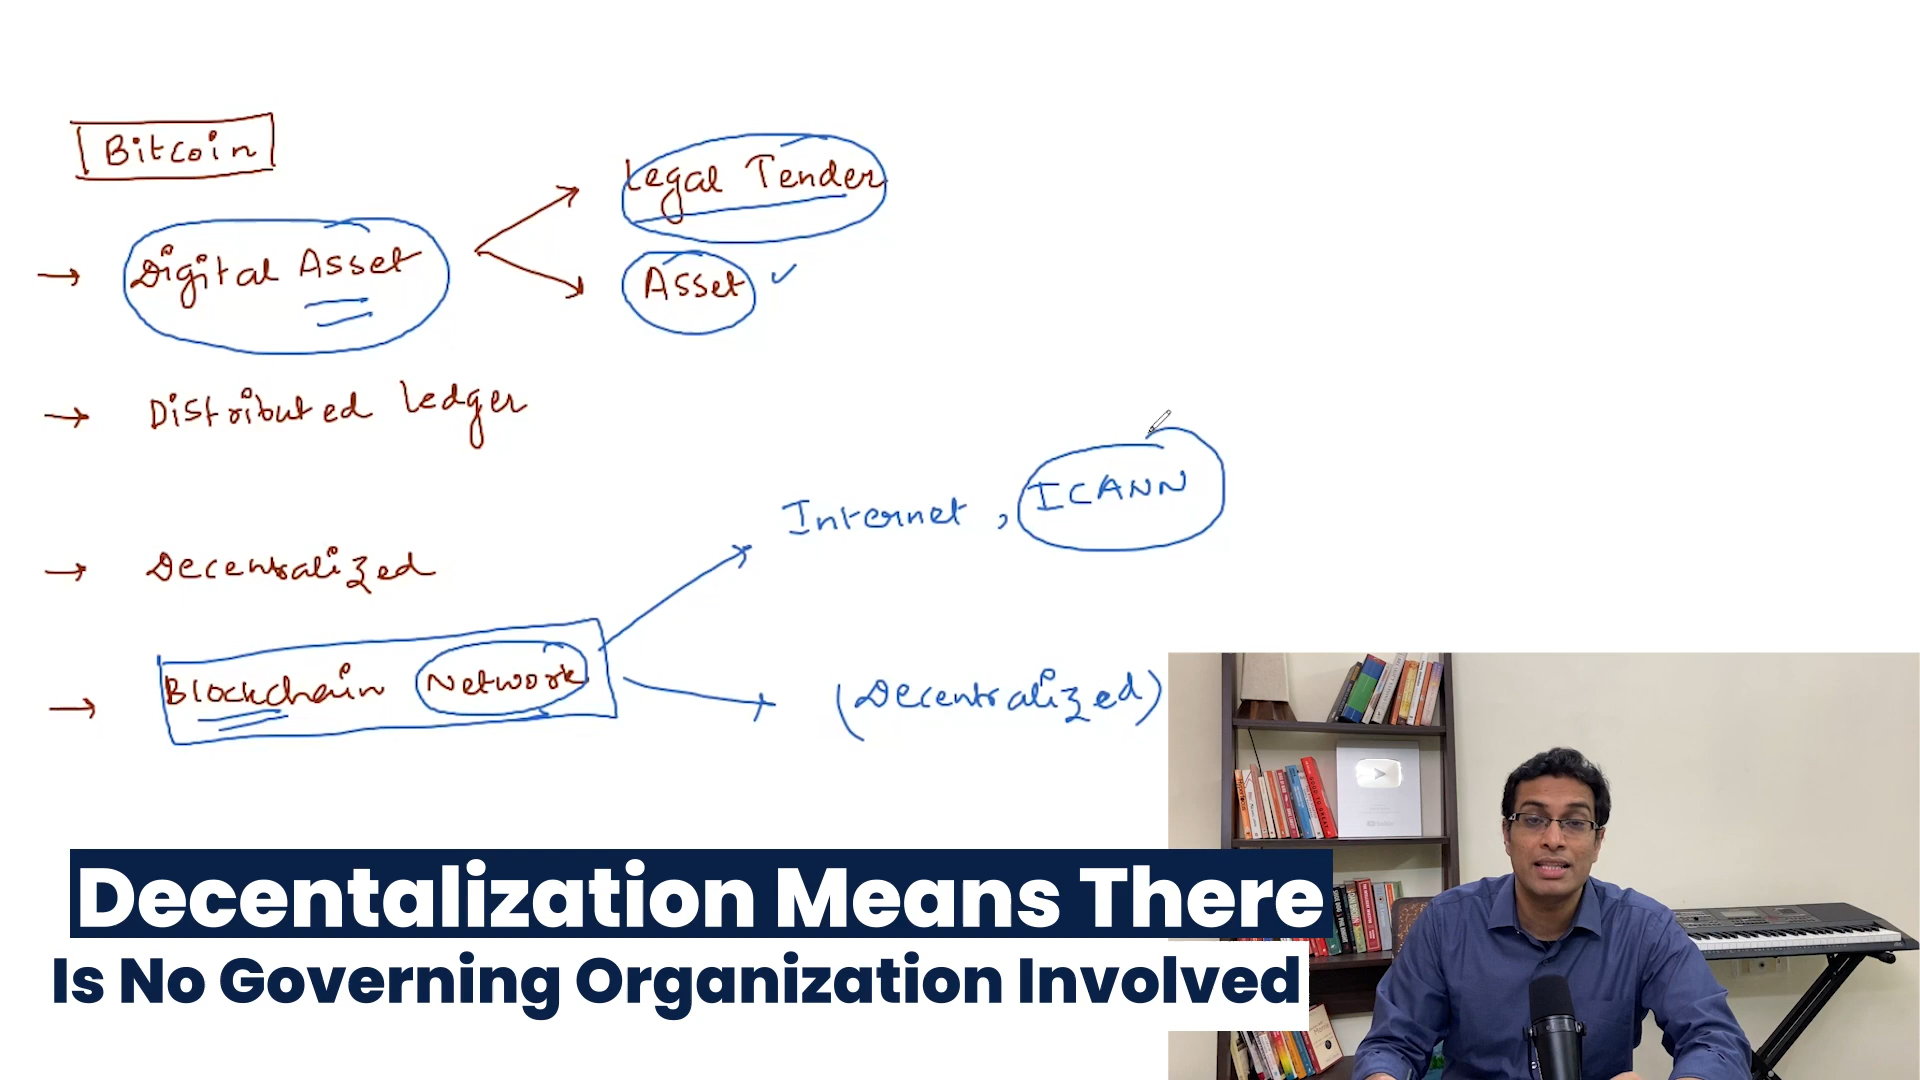 Bitcoin
Legal Tender
Digital Asset
Asset
Distributed Ledger
Internet, ICANN
Decentralized
Blockchain Network
(Decentralized)
Decentalization Means There
Is No Governing Organization Involved